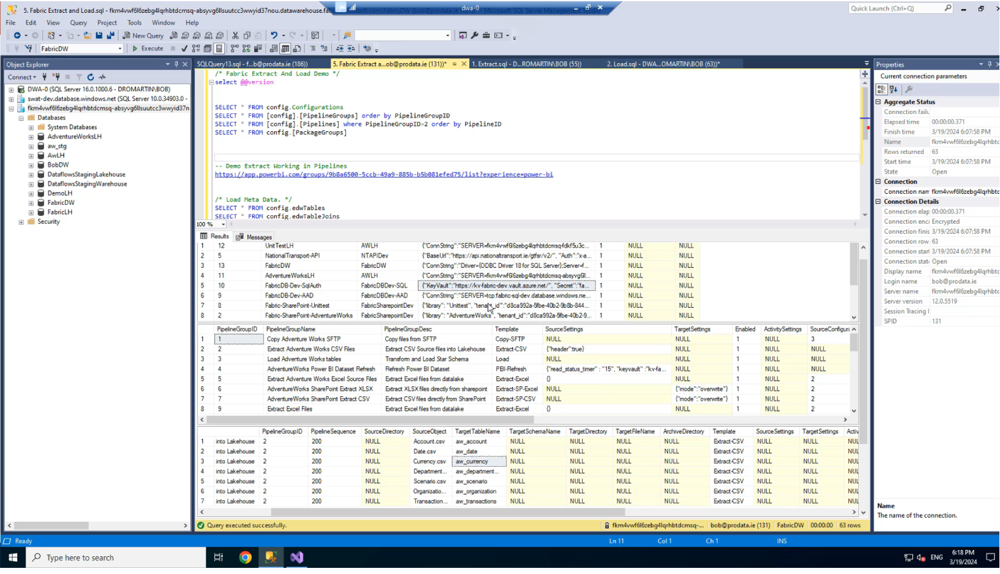 5. Fabric Extract and Load.sql - fkm4vwf6l6zebg4lqrhbtdcmsq-absyvg6llsuutcc3wwyid37nou.datawarehouse.fa
dwa-0
Quick Launch (Ctrl+Q)
File Edit View Query Project Tools Window Help
New Query
FabricDW Execute
Object Explorer
SQLQuery13.sql - f...b@prodata.ie (186)) 5. Fabric Extract a...ob@prodata.ie (131))* 1. Extract.sql - D...ROMARTIN\BOB (55)) 2. Load.sql - DWA...OMARTIN\BOB (63))*
Connect
DWA-0 (SQL Server 16.0.1000.6 - DROMARTIN\BOB)
swat-dev.database.windows.net (SQL Server 10.0.34903.0 -
fkm4vwf6l6zebg4lqrhbtdcmsq-absyvg6llsuutcc3wwyid37n
Databases
System Databases
AdventureWorksLH
aw_stg
AwLH
BobDW
DataflowsStagingLakehouse
DataflowsStagingWarehouse
DemoLH
FabricDW
FabricLH
Security
/* Fabric Extract And Load Demo */
select @@version
SELECT * FROM config.Configurations
SELECT * FROM [config].[PipelineGroups] order by PipelineGroupID
SELECT * FROM [config].[Pipelines] where PipelineGroupID=2 order by PipelineID
SELECT * FROM config.[PackageGroups]
-- Demo Extract Working in Pipelines
https://app.powerbi.com/groups/9b8a6500-5ccb-49a9-885b-b5b081efed75/list?experience=power-bi
/* Load Meta Data. */
SELECT * FROM config.edwTables
SELECT * FROM config.edwTableJoins
100 %
Results Messages
1 12 UnitTestLH AWLH {"ConnString":"SERVER=fkm4vwf6l6zebg4lqrhbtdcmsq-fdkf5u3c... 1 NULL NULL
2 5 NationalTransport-API NTAPIDev {"BaseUrl":"https://api.nationaltransport.ie/gtfsr/v2/", "Auth":"x-a... 1 NULL NULL
3 13 FabricDW FabricDW {"ConnString":"Driver={ODBC Driver 18 for SQL Server};Server=f... 1 NULL NULL
4 11 AdventureWorksLH AWLH {"ConnString":"SERVER=fkm4vwf6l6zebg4lqrhbtdcmsq-absyvg6l... 1 NULL NULL
5 10 FabricDB-Dev-SqlAuth FabricDBDev-SQL {"KeyVault":"https://kv-fabric-dev.vault.azure.net/", "Secret":"fa... 1 NULL NULL
6 9 FabricDB-Dev-AAD FabricDBDev-AAD {"ConnString":"SERVER=tcp:fabric-sql-dev.database.windows.ne... 1 NULL NULL
7 8 Fabric-SharePoint-Unittest FabricSharepointDev {"library": "Unittest", "tenant_id":"d8ca992a-5fbe-40b2-9b8b-844... 1 NULL NULL
8 2 Fabric-SharePoint-AdventureWorks FabricSharepointDev {"library": "AdventureWorks", "tenant_id":"d8ca992a-5fbe-40b2-9... 1 NULL NULL
PipelineGroupID PipelineGroupName PipelineGroupDesc Template SourceSettings TargetSettings Enabled ActivitySettings SourceConfigura
1 1 Copy Adventure Works SFTP Copy files from SFTP Copy-SFTP NULL NULL 1 NULL 3
2 2 Extract Adventure Works CSV Files Extract CSV Source files into Lakehouse Extract-CSV {"header":true} NULL 1 NULL NULL
3 3 Load Adventure Works tables Transform and Load Star Schema Load NULL NULL 1 NULL NULL
4 4 AdventureWorks Power BI Dataset Refresh Refresh Power BI Dataset PBI-Refresh {"read_status_timer" : "15", "keyvault" :"kv-fa... NULL 1 NULL NULL
5 5 Extract Adventure Works Excel Source Files Extract Excel files from datalake Extract-Excel {} NULL 1 NULL 2
6 6 AdventureWorks SharePoint Extract XLSX Extract XLSX files directly from sharepoint Extract-SP-Excel NULL {"mode":"overwrite"} 1 NULL 2
7 7 AdventureWorks SharePoint Extract CSV Extract CSV files directly from SharePoint Extract-SP-CSV NULL {"mode":"overwrite"} 1 NULL 2
8 9 Extract Excel Files Extract Excel files from datalake Extract-Excel {} NULL 1 NULL 2
PipelineGroupID PipelineSequence SourceDirectory SourceObject TargetTableName TargetSchemaName TargetDirectory TargetFileName ArchiveDirectory Template SourceSettings TargetSettings Activ
1 into Lakehouse 2 200 NULL Account.csv aw_account NULL NULL NULL NULL Extract-CSV NULL NULL NULL
2 into Lakehouse 2 200 NULL Date.csv aw_date NULL NULL NULL NULL Extract-CSV NULL NULL NULL
3 into Lakehouse 2 200 NULL Currency.csv aw_currency NULL NULL NULL NULL Extract-CSV NULL NULL NULL
4 into Lakehouse 2 200 NULL Department... aw_department... NULL NULL NULL NULL Extract-CSV NULL NULL NULL
5 into Lakehouse 2 200 NULL Scenario.csv aw_scenario NULL NULL NULL NULL Extract-CSV NULL NULL NULL
6 into Lakehouse 2 200 NULL Organizatio... aw_organization NULL NULL NULL NULL Extract-CSV NULL NULL NULL
7 into Lakehouse 2 200 NULL Transaction... aw_transactions NULL NULL NULL NULL Extract-CSV NULL NULL NULL
Query executed successfully. fkm4vwf6l6zebg4lqrhbtdcmsq-... bob@prodata.ie (131) FabricDW 00:00:00 63 rows
Properties
Current connection parameters
Aggregate Status
Connection failu
Elapsed time 00:00:00.371
Finish time 3/19/2024 6:07:58 PM
Name fkm4vwf6l6zebg4lqrhbtd
Rows returned 63
Start time 3/19/2024 6:07:58 PM
State Open
Connection
Connection nam fkm4vwf6l6zebg4lqrhbtd
Connection Details
Connection elap 00:00:00.371
Connection enc Encrypted
Connection finis 3/19/2024 6:07:58 PM
Connection row 63
Connection star 3/19/2024 6:07:58 PM
Connection stat Open
Display name fkm4vwf6l6zebg4lqrhbtd
Login name bob@prodata.ie
Server name fkm4vwf6l6zebg4lqrhbtd
Server version 12.0.5519
Session Tracing I
SPID 131
Name
The name of the connection.
Ready Ln 11 Col 1 Ch 1 INS
Type here to search
ENG
6:18 PM
3/19/2024